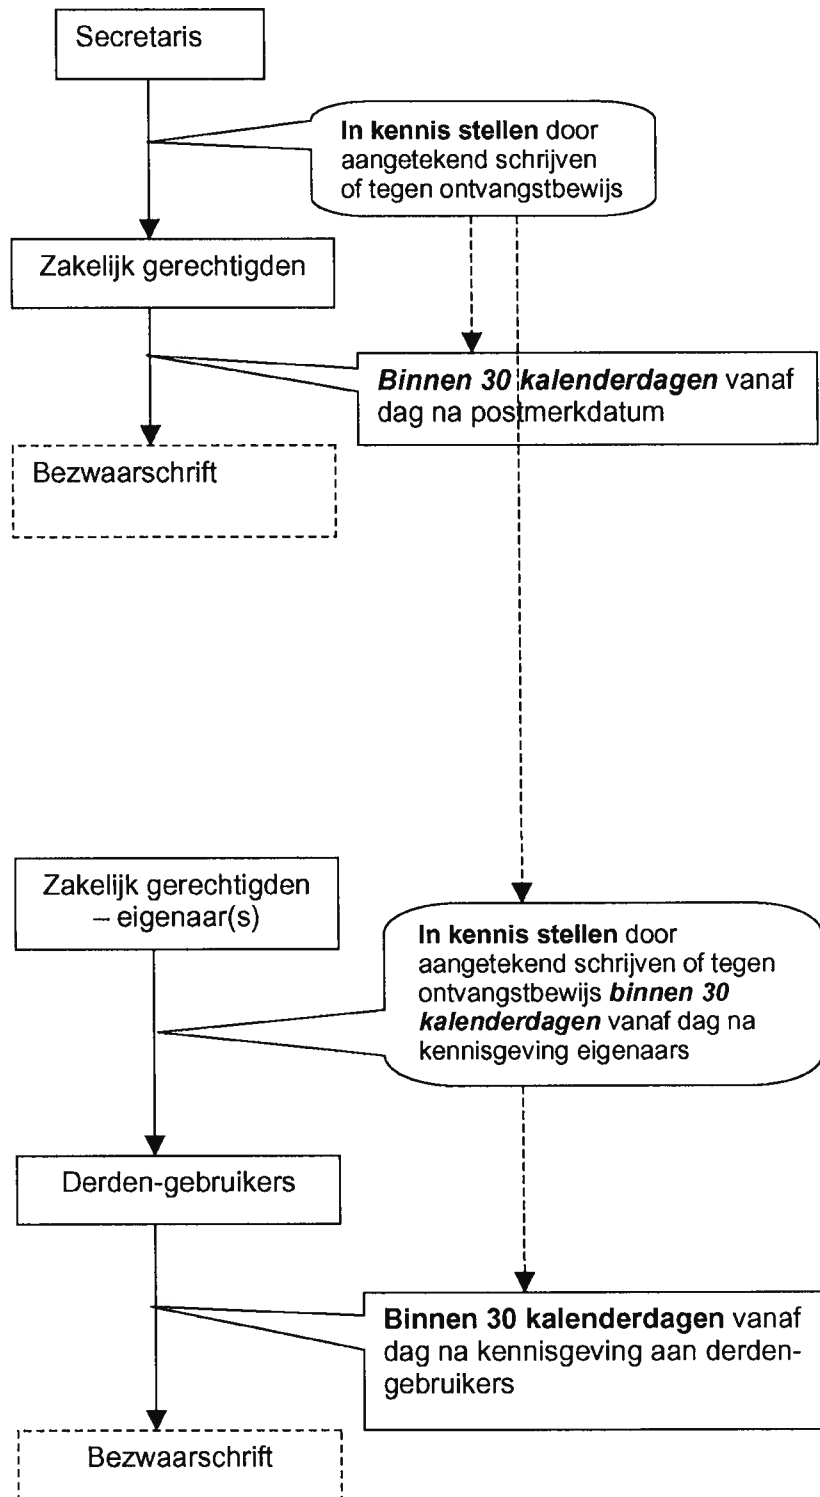 Secretaris
In kennis stellen door
aangetekend schrijven
of tegen ontvangstbewijs
Zakelijk gerechtigden
Binnen 30 kalenderdagen vanaf
dag na postmerkdatum
Bezwaarschrift
Zakelijk gerechtigden
– eigenaar(s)
In kennis stellen door
aangetekend schrijven of tegen
ontvangstbewijs binnen 30
kalenderdagen vanaf dag na
kennisgeving eigenaars
Derden-gebruikers
Binnen 30 kalenderdagen vanaf
dag na kennisgeving aan derden-
gebruikers
Bezwaarschrift